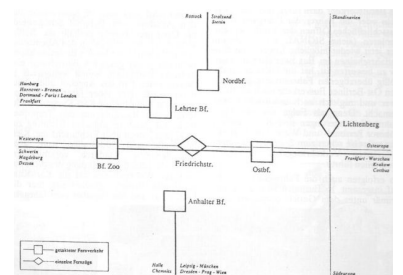 Rostock
Stralsund
Skandinavien
Nordbf.
Hamburg
Hannover - Bremen
Dortmund - Paris / London
Frankfurt
Lehrter Bf.
Lichtenberg
Westeuropa
Osteuropa
Schwerin
Magdeburg
Dessau
Bf. Zoo
Friedrichstr.
Ostbf.
Frankfurt - Warschau
Krakow
Cottbus
Anhalter Bf.
Halle
Chemnitz
Leipzig - München
Dresden - Prag - Wien
Südeuropa
Fernverkehr
einzelne Fernzüge